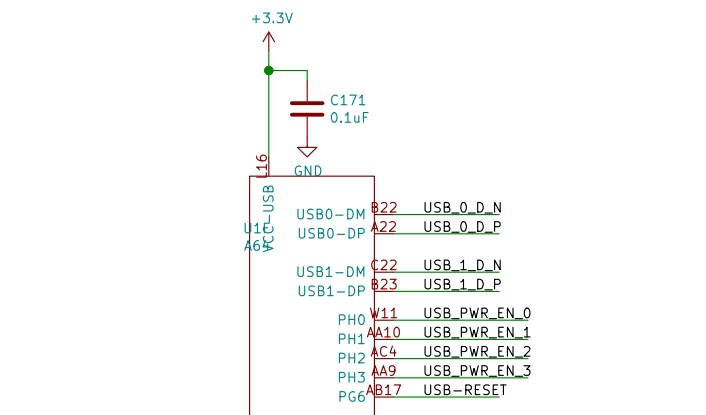 +3.3V
C171
0.1uF
GND
L16
VCC-USB
A64
USB0-DM B22 USB_0_D_N
USB0-DP A22 USB_0_D_P
USB1-DM C22 USB_1_D_N
USB1-DP B23 USB_1_D_P
PH0 W11 USB_PWR_EN_0
PH1 AA10 USB_PWR_EN_1
PH2 AC4 USB_PWR_EN_2
PH3 AA9 USB_PWR_EN_3
PG6 AB17 USB-RESET